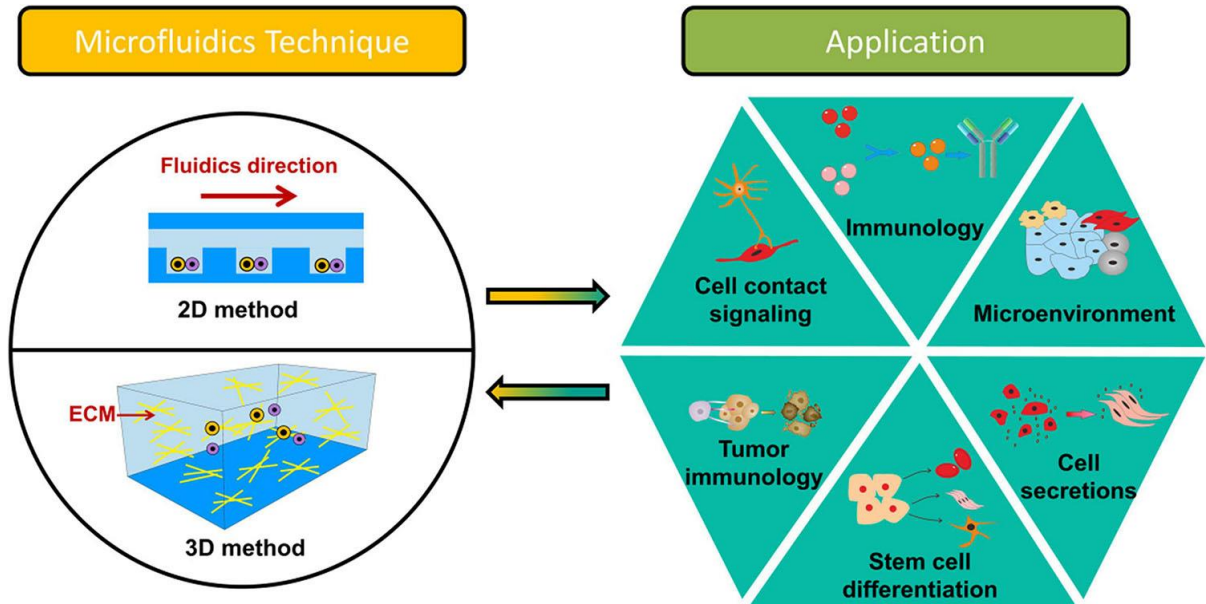 Microfluidics Technique
Application
Fluidics direction
2D method
ECM
3D method
Immunology
Cell contact
signaling
Microenvironment
Tumor
immunology
Cell
secretions
Stem cell
differentiation